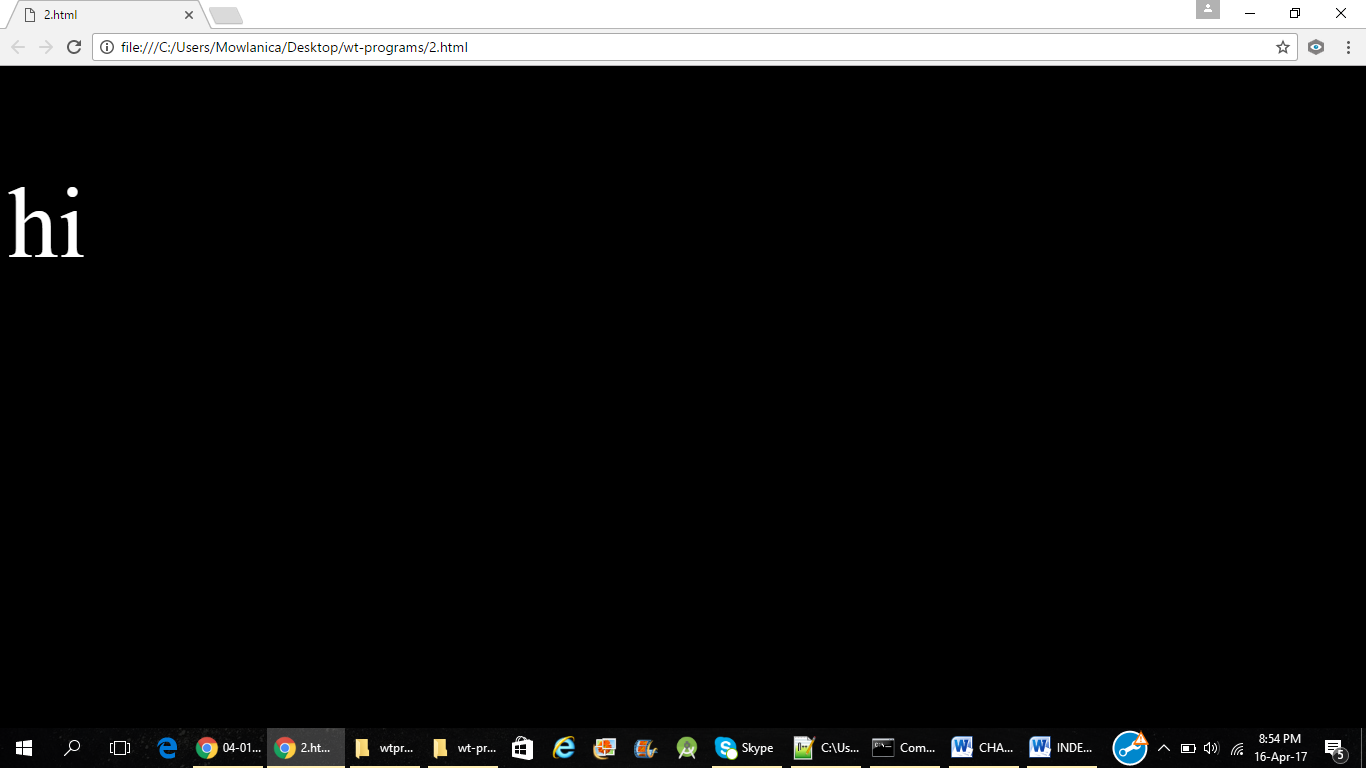 2.html
file:///C:/Users/Mowlanica/Desktop/wt-programs/2.html
hi
04-01...
2.ht...
wtpr...
wt-pr...
Skype
C:\Us...
Com...
CHA...
INDE...
8:54 PM
16-Apr-17
5